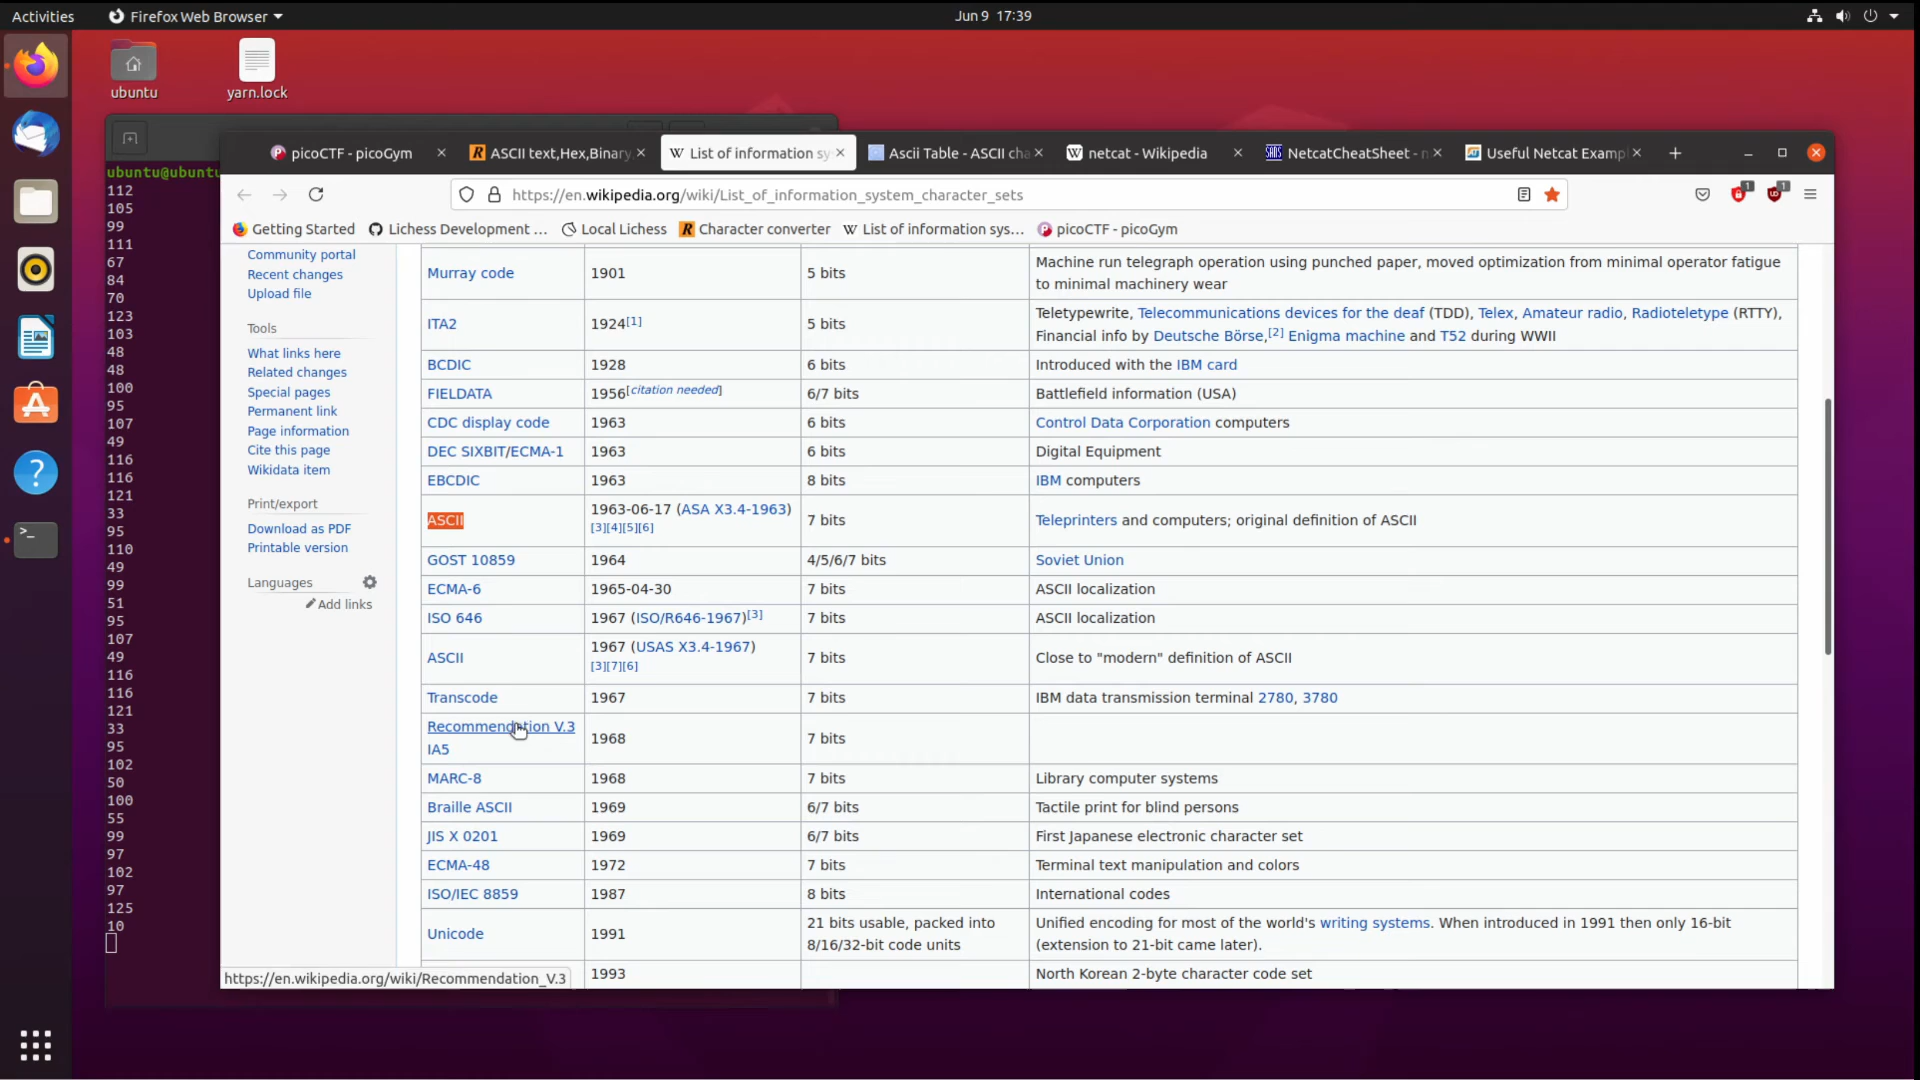 Activities
Firefox Web Browser
Jun 9 17:39
ubuntu
yarn.lock
ubuntu@ubuntu
112
105
99
111
67
84
70
123
103
48
48
100
95
107
49
116
116
121
33
95
110
49
99
51
95
107
49
116
116
121
33
95
102
50
100
55
99
97
102
97
125
10
picoCTF - picoGym
ASCII text,Hex,Binary,
List of information sy
Ascii Table - ASCII cha
netcat - Wikipedia
NetcatCheatSheet - n
Useful Netcat Exampl
https://en.wikipedia.org/wiki/List_of_information_system_character_sets
1
1
Getting Started
Lichess Development ...
Local Lichess
Character converter
List of information sys...
picoCTF - picoGym
Community portal
Recent changes
Upload file
Tools
What links here
Related changes
Special pages
Permanent link
Page information
Cite this page
Wikidata item
Print/export
Download as PDF
Printable version
Languages
Add links
Murray code 1901 5 bits Machine run telegraph operation using punched paper, moved optimization from minimal operator fatigue
to minimal machinery wear
ITA2 1924[1] 5 bits Teletypewrite, Telecommunications devices for the deaf (TDD), Telex, Amateur radio, Radioteletype (RTTY),
Financial info by Deutsche Börse,[2] Enigma machine and T52 during WWII
BCDIC 1928 6 bits Introduced with the IBM card
FIELDATA 1956[citation needed] 6/7 bits Battlefield information (USA)
CDC display code 1963 6 bits Control Data Corporation computers
DEC SIXBIT/ECMA-1 1963 6 bits Digital Equipment
EBCDIC 1963 8 bits IBM computers
ASCII 1963-06-17 (ASA X3.4-1963) 7 bits Teleprinters and computers; original definition of ASCII
[3][4][5][6]
GOST 10859 1964 4/5/6/7 bits Soviet Union
ECMA-6 1965-04-30 7 bits ASCII localization
ISO 646 1967 (ISO/R646-1967)[3] 7 bits ASCII localization
ASCII 1967 (USAS X3.4-1967) 7 bits Close to "modern" definition of ASCII
[3][7][6]
Transcode 1967 7 bits IBM data transmission terminal 2780, 3780
Recommendation V.3 1968 7 bits
IA5
MARC-8 1968 7 bits Library computer systems
Braille ASCII 1969 6/7 bits Tactile print for blind persons
JIS X 0201 1969 6/7 bits First Japanese electronic character set
ECMA-48 1972 7 bits Terminal text manipulation and colors
ISO/IEC 8859 1987 8 bits International codes
Unicode 1991 21 bits usable, packed into Unified encoding for most of the world's writing systems. When introduced in 1991 then only 16-bit
8/16/32-bit code units (extension to 21-bit came later).
1993 North Korean 2-byte character code set
https://en.wikipedia.org/wiki/Recommendation_V.3